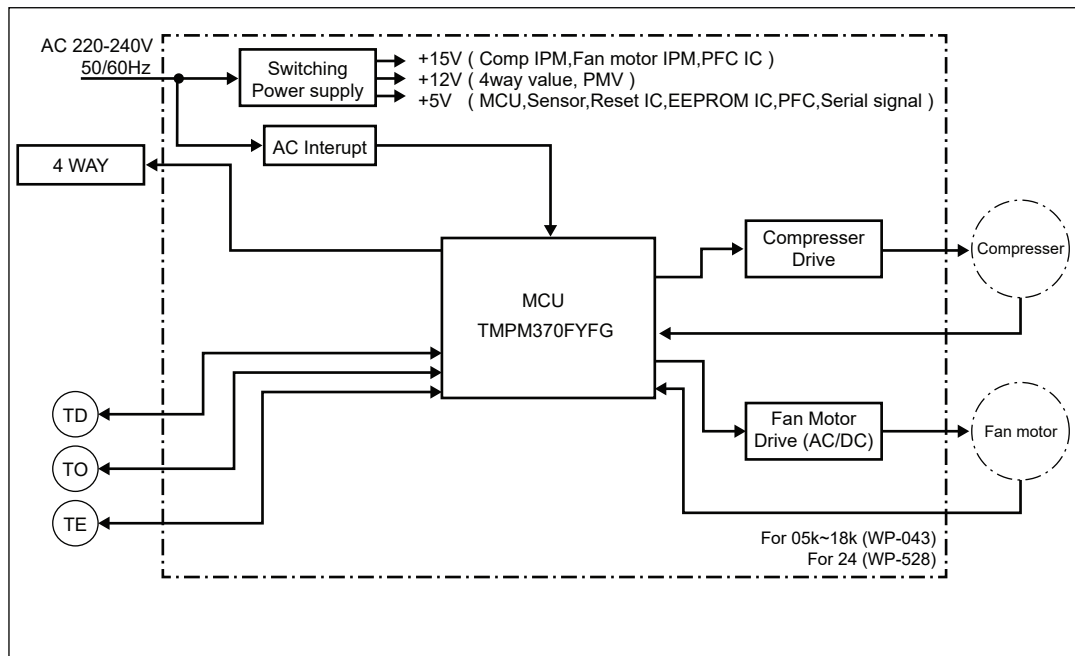 AC 220-240V
50/60Hz
Switching
Power supply
+15V ( Comp IPM,Fan motor IPM,PFC IC )
+12V ( 4way value, PMV )
+5V ( MCU,Sensor,Reset IC,EEPROM IC,PFC,Serial signal )
AC Interupt
4 WAY
Compresser
Drive
Compresser
MCU
TMPM370FYFG
TD
Fan Motor
Drive (AC/DC)
Fan motor
TO
TE
For 05k~18k (WP-043)
For 24 (WP-528)